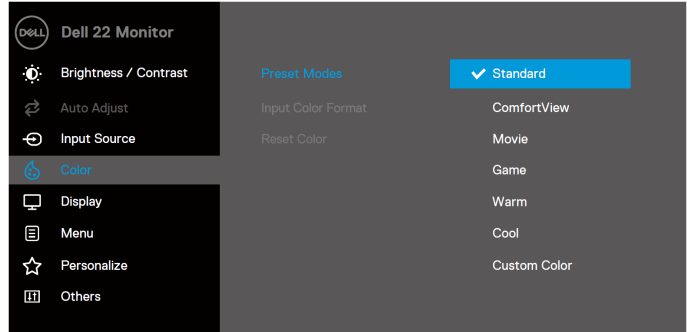 DELL Dell 22 Monitor
Brightness / Contrast Preset Modes Standard
Auto Adjust Input Color Format ComfortView
Input Source Reset Color Movie
Color Game
Display Warm
Menu Cool
Personalize Custom Color
Others